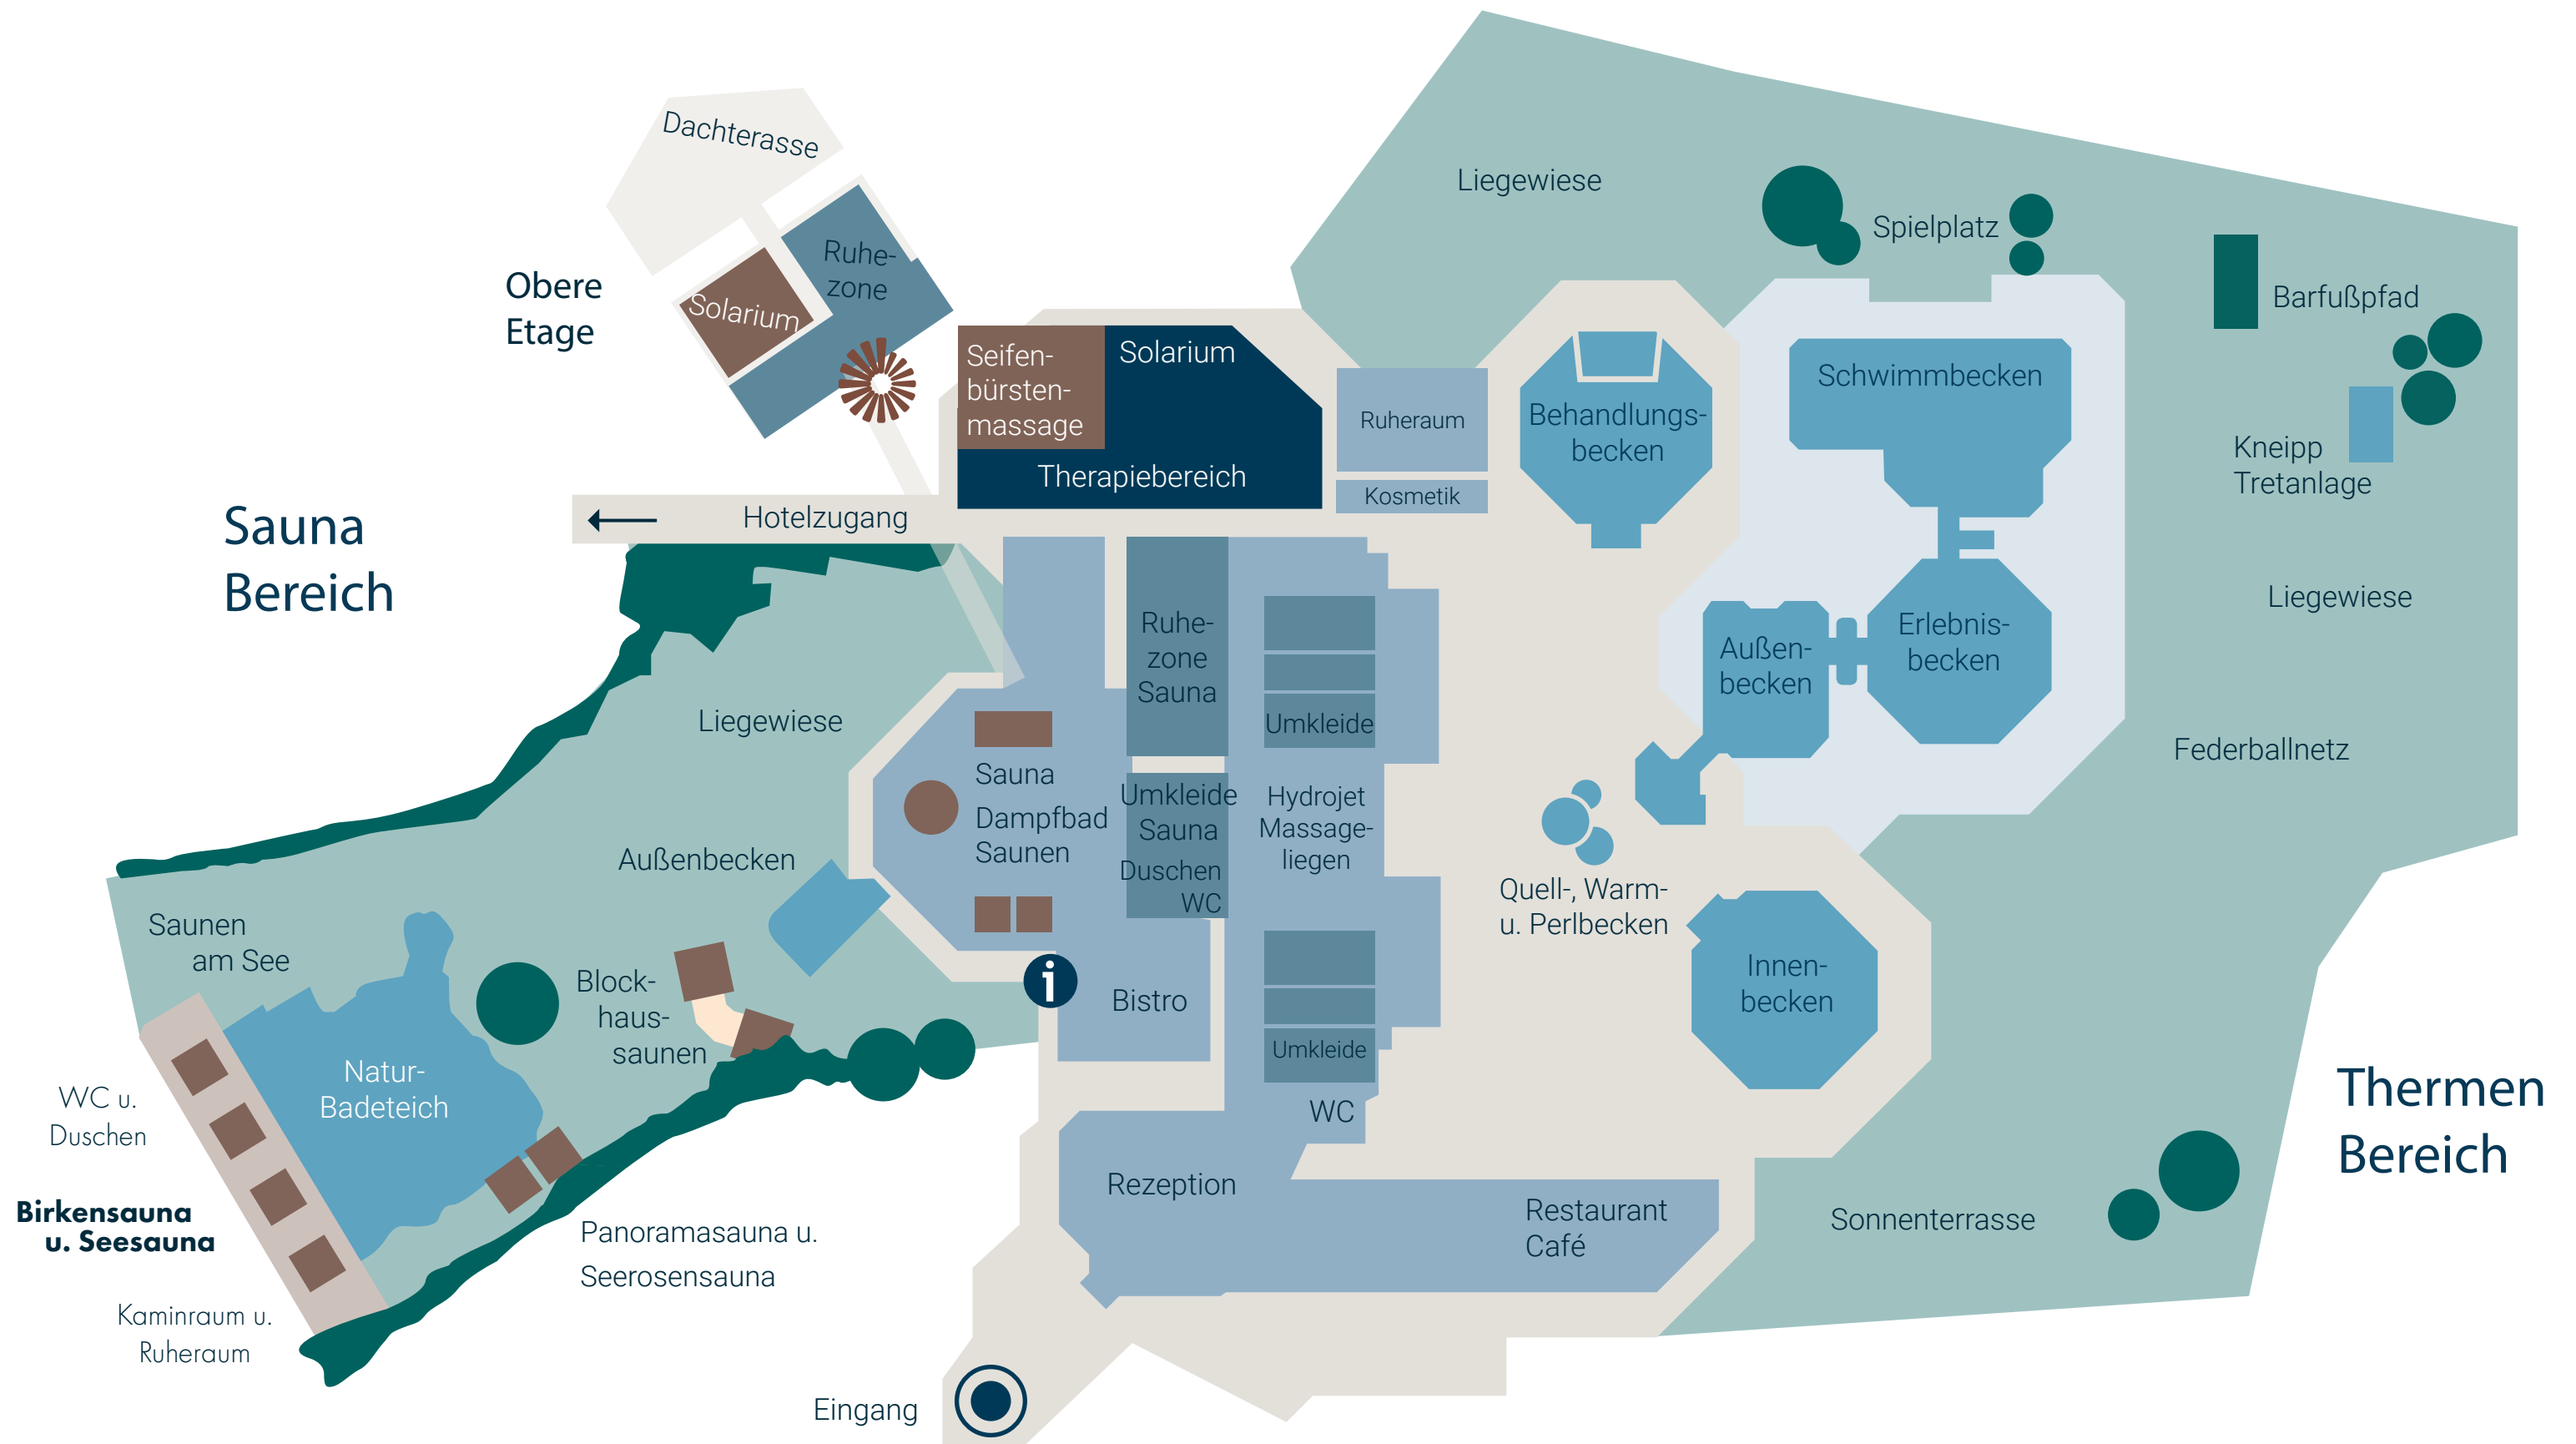 Dachterasse
Ruhe-
zone
Solarium
Obere
Etage
Liegewiese
Spielplatz
Barfußpfad
Kneipp
Tretanlage
Seifen-
bürsten-
massage
Solarium
Therapiebereich
Ruheraum
Kosmetik
Behandlungs-
becken
Schwimmbecken
Hotelzugang
Sauna
Bereich
Ruhe-
zone
Sauna
Umkleide
Außen-
becken
Erlebnis-
becken
Liegewiese
Federballnetz
Liegewiese
Sauna
Dampfbad
Saunen
Umkleide
Sauna
Duschen
WC
Hydrojet
Massage-
liegen
Quell-, Warm-
u. Perlbecken
Außenbecken
Saunen
am See
Block-
haus-
saunen
i
Bistro
Umkleide
WC
Innen-
becken
Natur-
Badeteich
WC u.
Duschen
Birkensauna
u. Seesauna
Kaminraum u.
Ruheraum
Panoramasauna u.
Seerosensauna
Rezeption
Restaurant
Café
Sonnenterrasse
Thermen
Bereich
Eingang